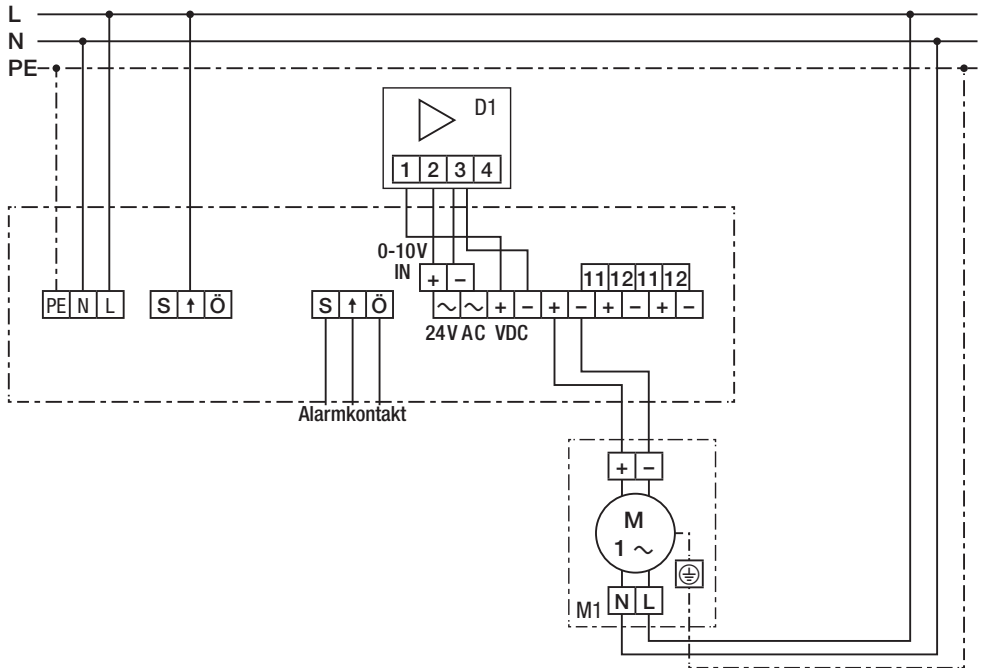 L
N
PE
D1
1 2 3 4
0-10V
IN
+ −
11 12 11 12
PE N L
S ↑ Ö
S ↑ Ö
∼ ∼ + − + − + − + −
24V AC VDC
Alarmkontakt
+ −
M
1 ∼
M1
N L